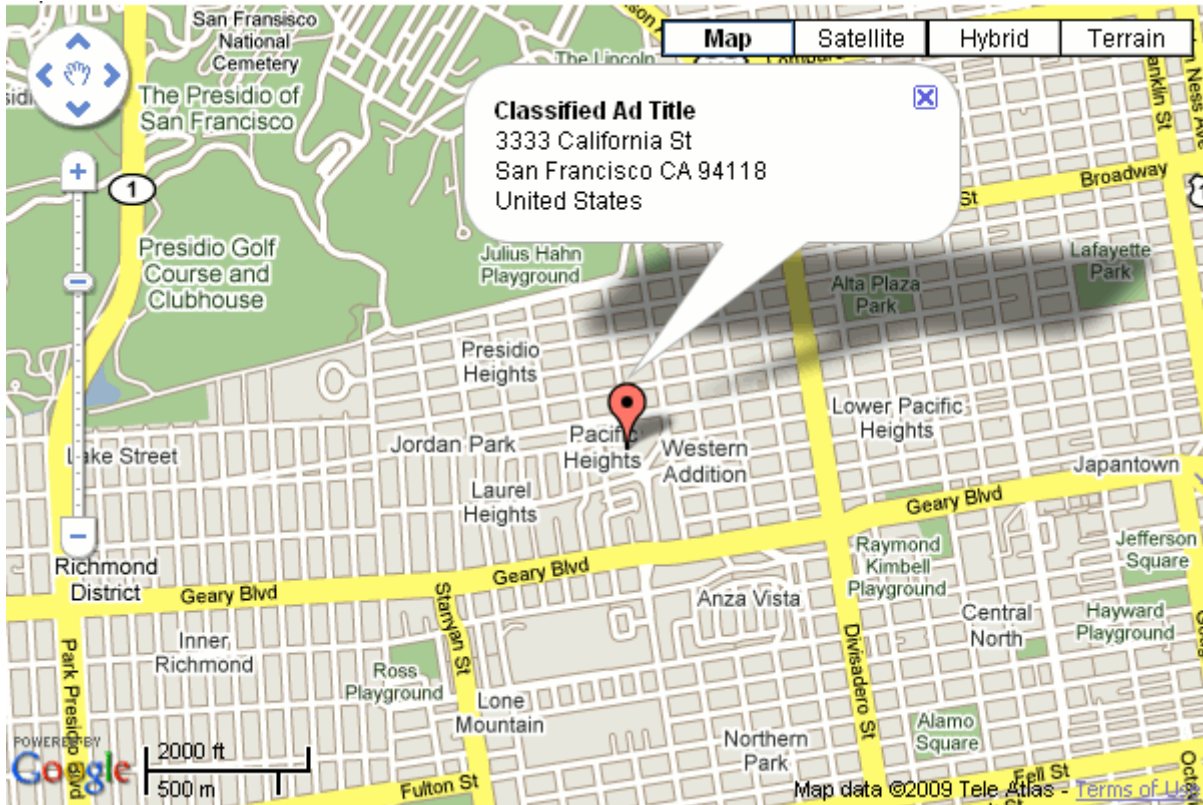 San Fransisco
National
Cemetery
The Presidio of
San Francisco
1
Presidio Golf
Course and
Clubhouse
The Lincoln
Map
Satellite
Hybrid
Terrain
Classified Ad Title
3333 California St
San Francisco CA 94118
United States
Broadway
St
Julius Hahn
Playground
Alta Plaza
Park
Lafayette
Park
Presidio
Heights
Jordan Park
Pacific
Heights
Western
Addition
Lower Pacific
Heights
Japantown
Lake Street
Laurel
Heights
Geary Blvd
Richmond
District
Geary Blvd
Geary Blvd
Stanyan St
Anza Vista
Raymond
Kimbell
Playground
Jefferson
Square
Central
North
Hayward
Playground
Inner
Richmond
Park Presidio Blvd
Ross
Playground
Lone
Mountain
Divisadero St
Alamo
Square
Northern
Park
Fulton St
Fell St
POWERED BY
Google
2000 ft
500 m
Map data ©2009 Tele Atlas - Terms of U